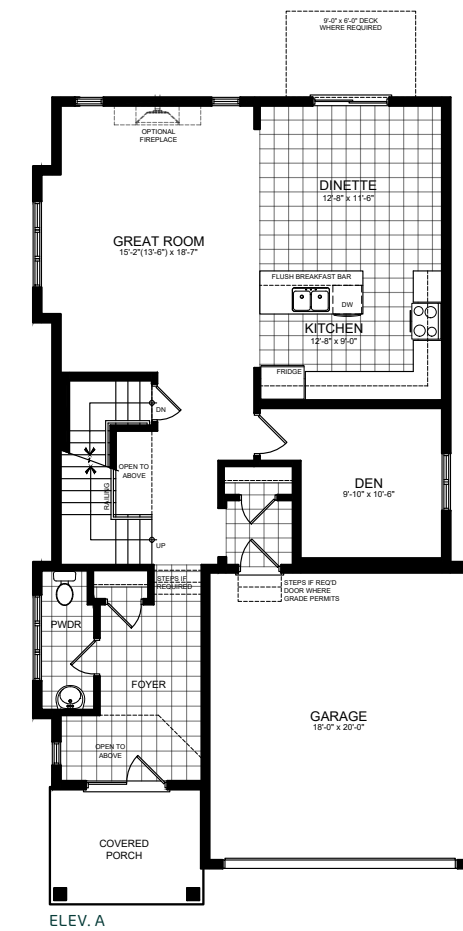 9'-0" x 6'-0" DECK
WHERE REQUIRED
OPTIONAL
FIREPLACE
DINETTE
12'-8" x 11'-6"
GREAT ROOM
15'-2"(13'-6") x 18'-7"
FLUSH BREAKFAST BAR
DW
KITCHEN
12'-8" x 9'-0"
FRIDGE
DN
OPEN TO
ABOVE
RAILING
DEN
9'-10" x 10'-6"
UP
STEPS IF
REQUIRED
STEPS IF REQ'D
DOOR WHERE
GRADE PERMITS
PWDR
FOYER
GARAGE
18'-0" x 20'-0"
OPEN TO
ABOVE
COVERED
PORCH
ELEV. A